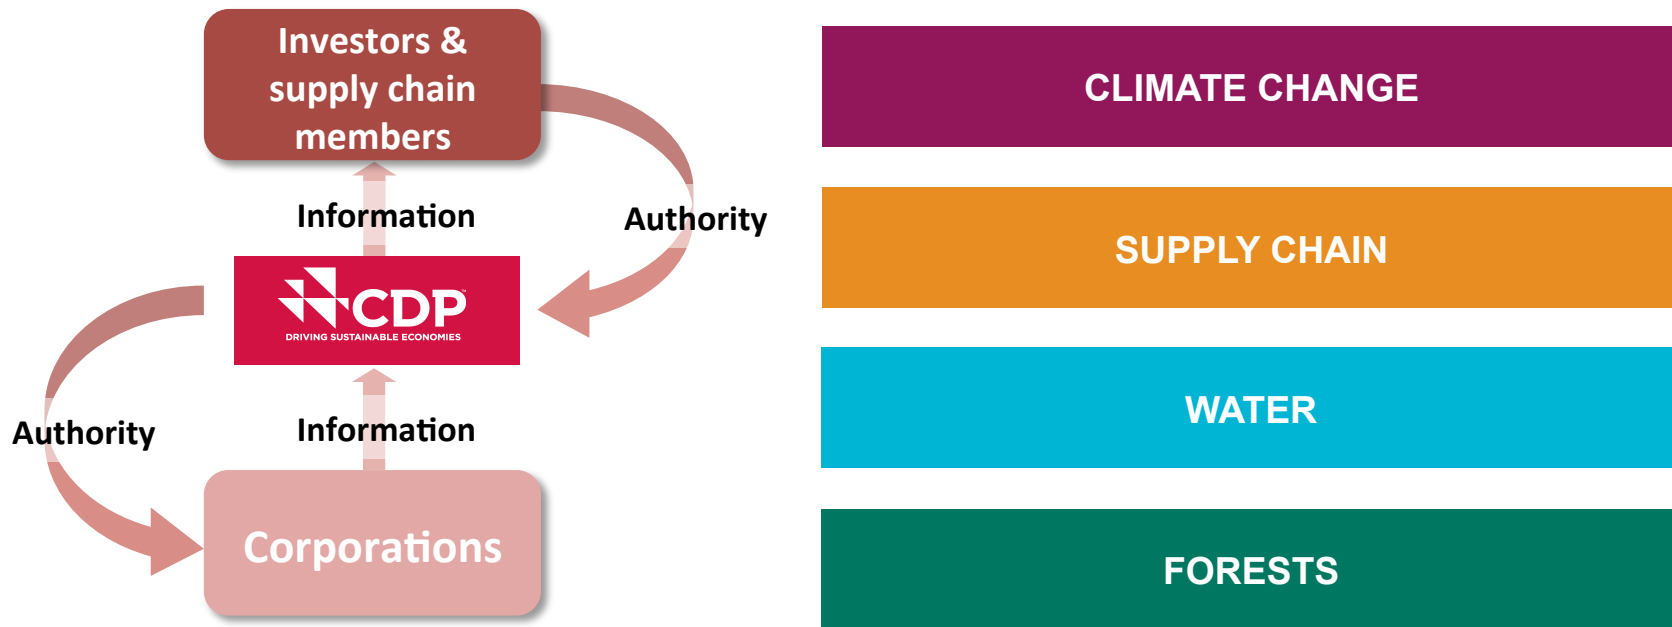 Investors &
supply chain
members
Information
Authority
CDP
DRIVING SUSTAINABLE ECONOMIES
Authority
Information
Corporations
CLIMATE CHANGE
SUPPLY CHAIN
WATER
FORESTS